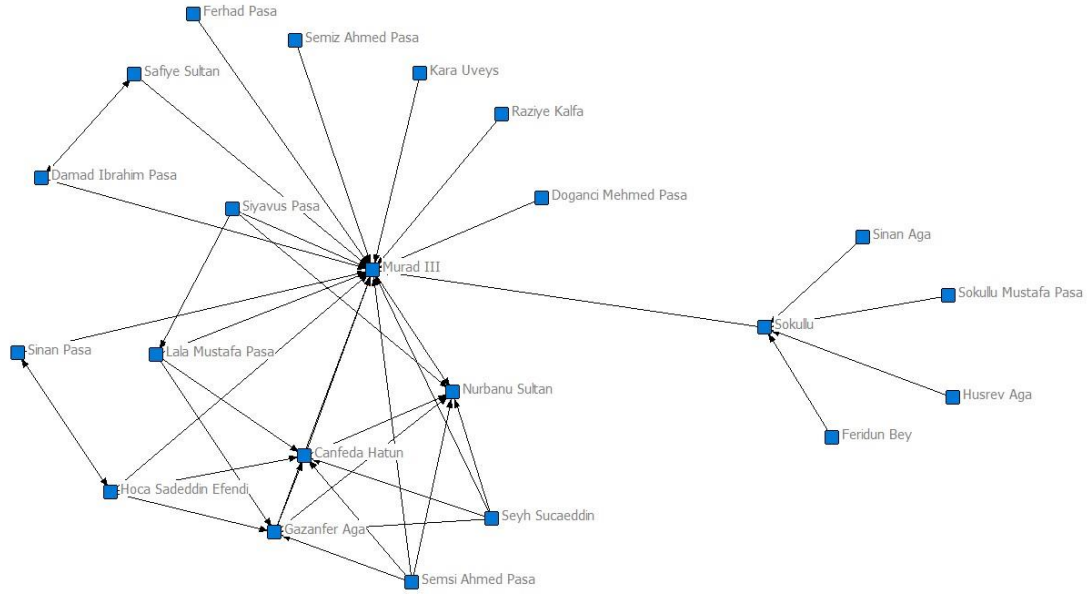 Ferhad Pasa
Semiz Ahmed Pasa
Safiye Sultan
Kara Uveys
Raziye Kalfa
Damad Ibrahim Pasa
Doganci Mehmed Pasa
Siyavus Pasa
Sinan Aga
Murad III
Sokullu Mustafa Pasa
Sokullu
Sinan Pasa
Lala Mustafa Pasa
Nurbanu Sultan
Husrev Aga
Feridun Bey
Canfeda Hatun
Hoca Sadeddin Efendi
Seyh Sucaeddin
Gazanfer Aga
Semsi Ahmed Pasa